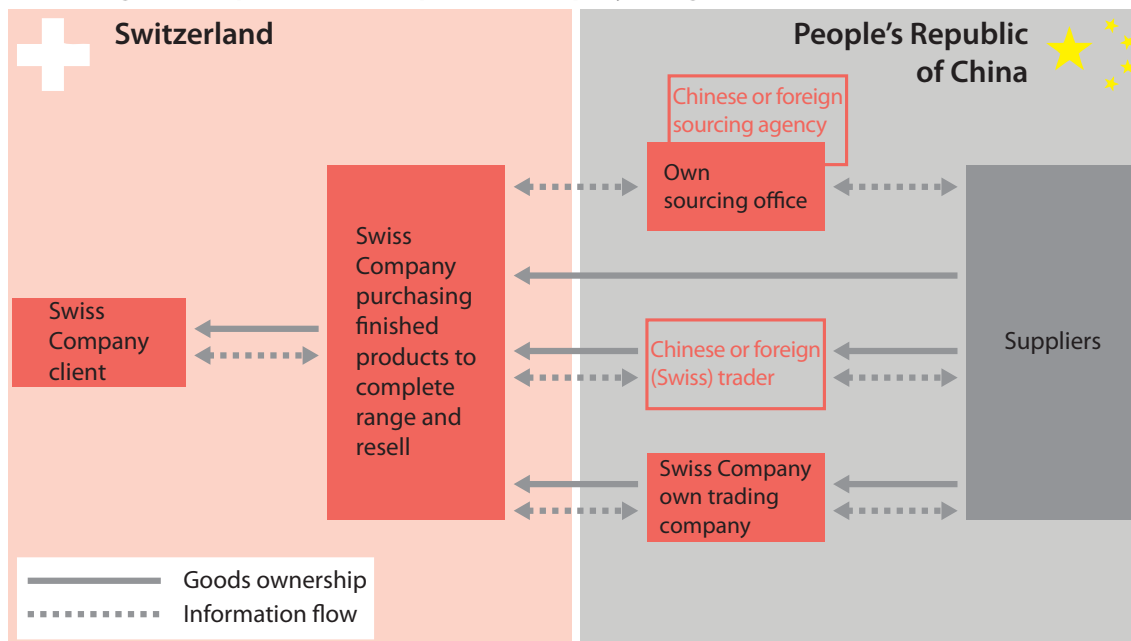 Switzerland
People's Republic
of China
Chinese or foreign
sourcing agency
Own
sourcing office
Swiss
Company
purchasing
finished
products to
complete
range and
resell
Swiss
Company
client
Suppliers
Chinese or foreign
(Swiss) trader
Swiss Company
own trading
company
Goods ownership
Information flow